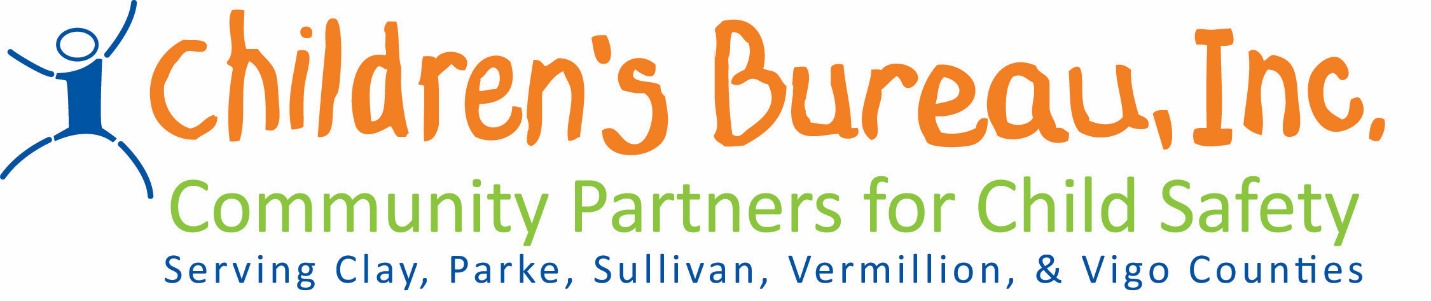 Children's Bureau, Inc.
Community Partners for Child Safety
Serving Clay, Parke, Sullivan, Vermillion, & Vigo Counties